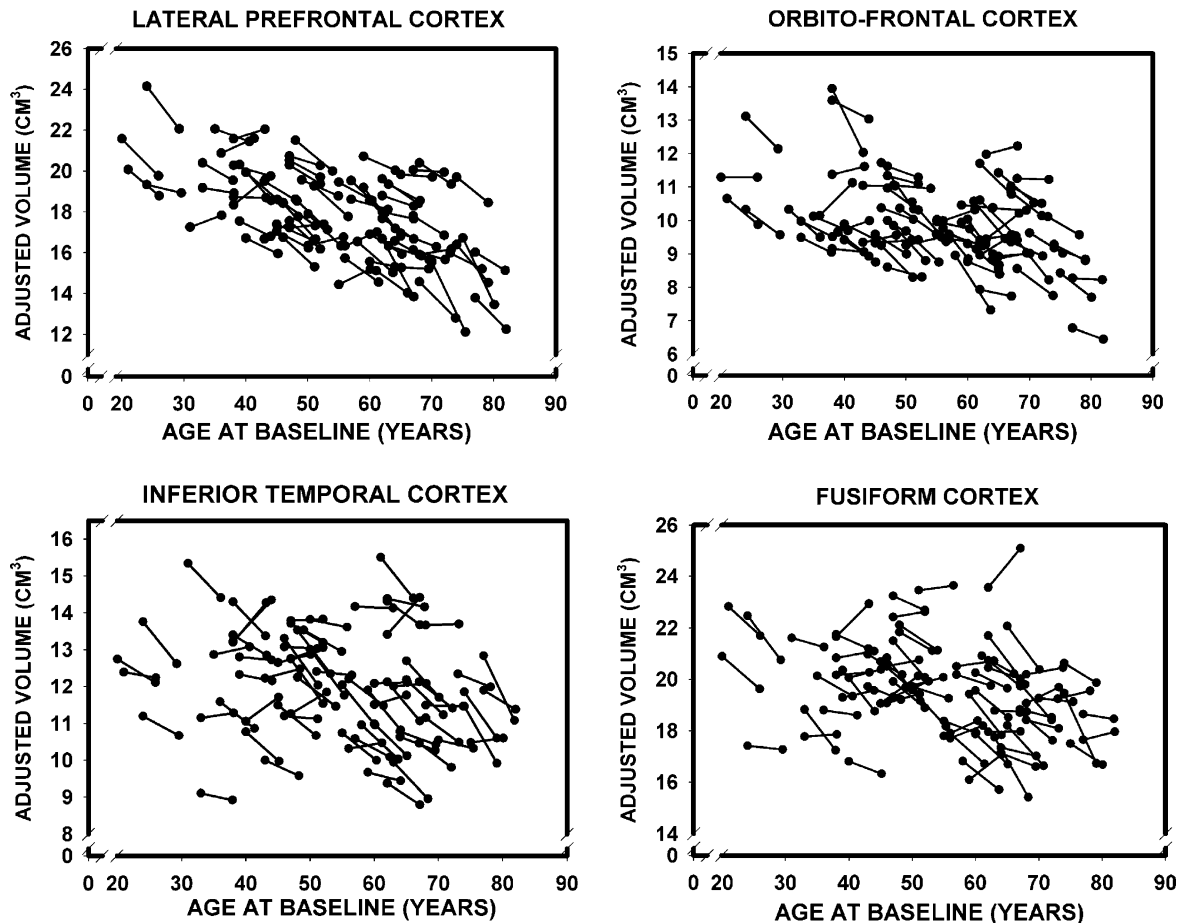 LATERAL PREFRONTAL CORTEX
ADJUSTED VOLUME (CM³)
26
24
22
20
18
16
14
12
0
0 20 30 40 50 60 70 80 90
AGE AT BASELINE (YEARS)
ORBITO-FRONTAL CORTEX
ADJUSTED VOLUME (CM³)
15
14
13
12
11
10
9
8
7
6
0
0 20 30 40 50 60 70 80 90
AGE AT BASELINE (YEARS)
INFERIOR TEMPORAL CORTEX
ADJUSTED VOLUME (CM³)
16
15
14
13
12
11
10
9
8
0
0 20 30 40 50 60 70 80 90
AGE AT BASELINE (YEARS)
FUSIFORM CORTEX
ADJUSTED VOLUME (CM³)
26
24
22
20
18
16
14
0
0 20 30 40 50 60 70 80 90
AGE AT BASELINE (YEARS)